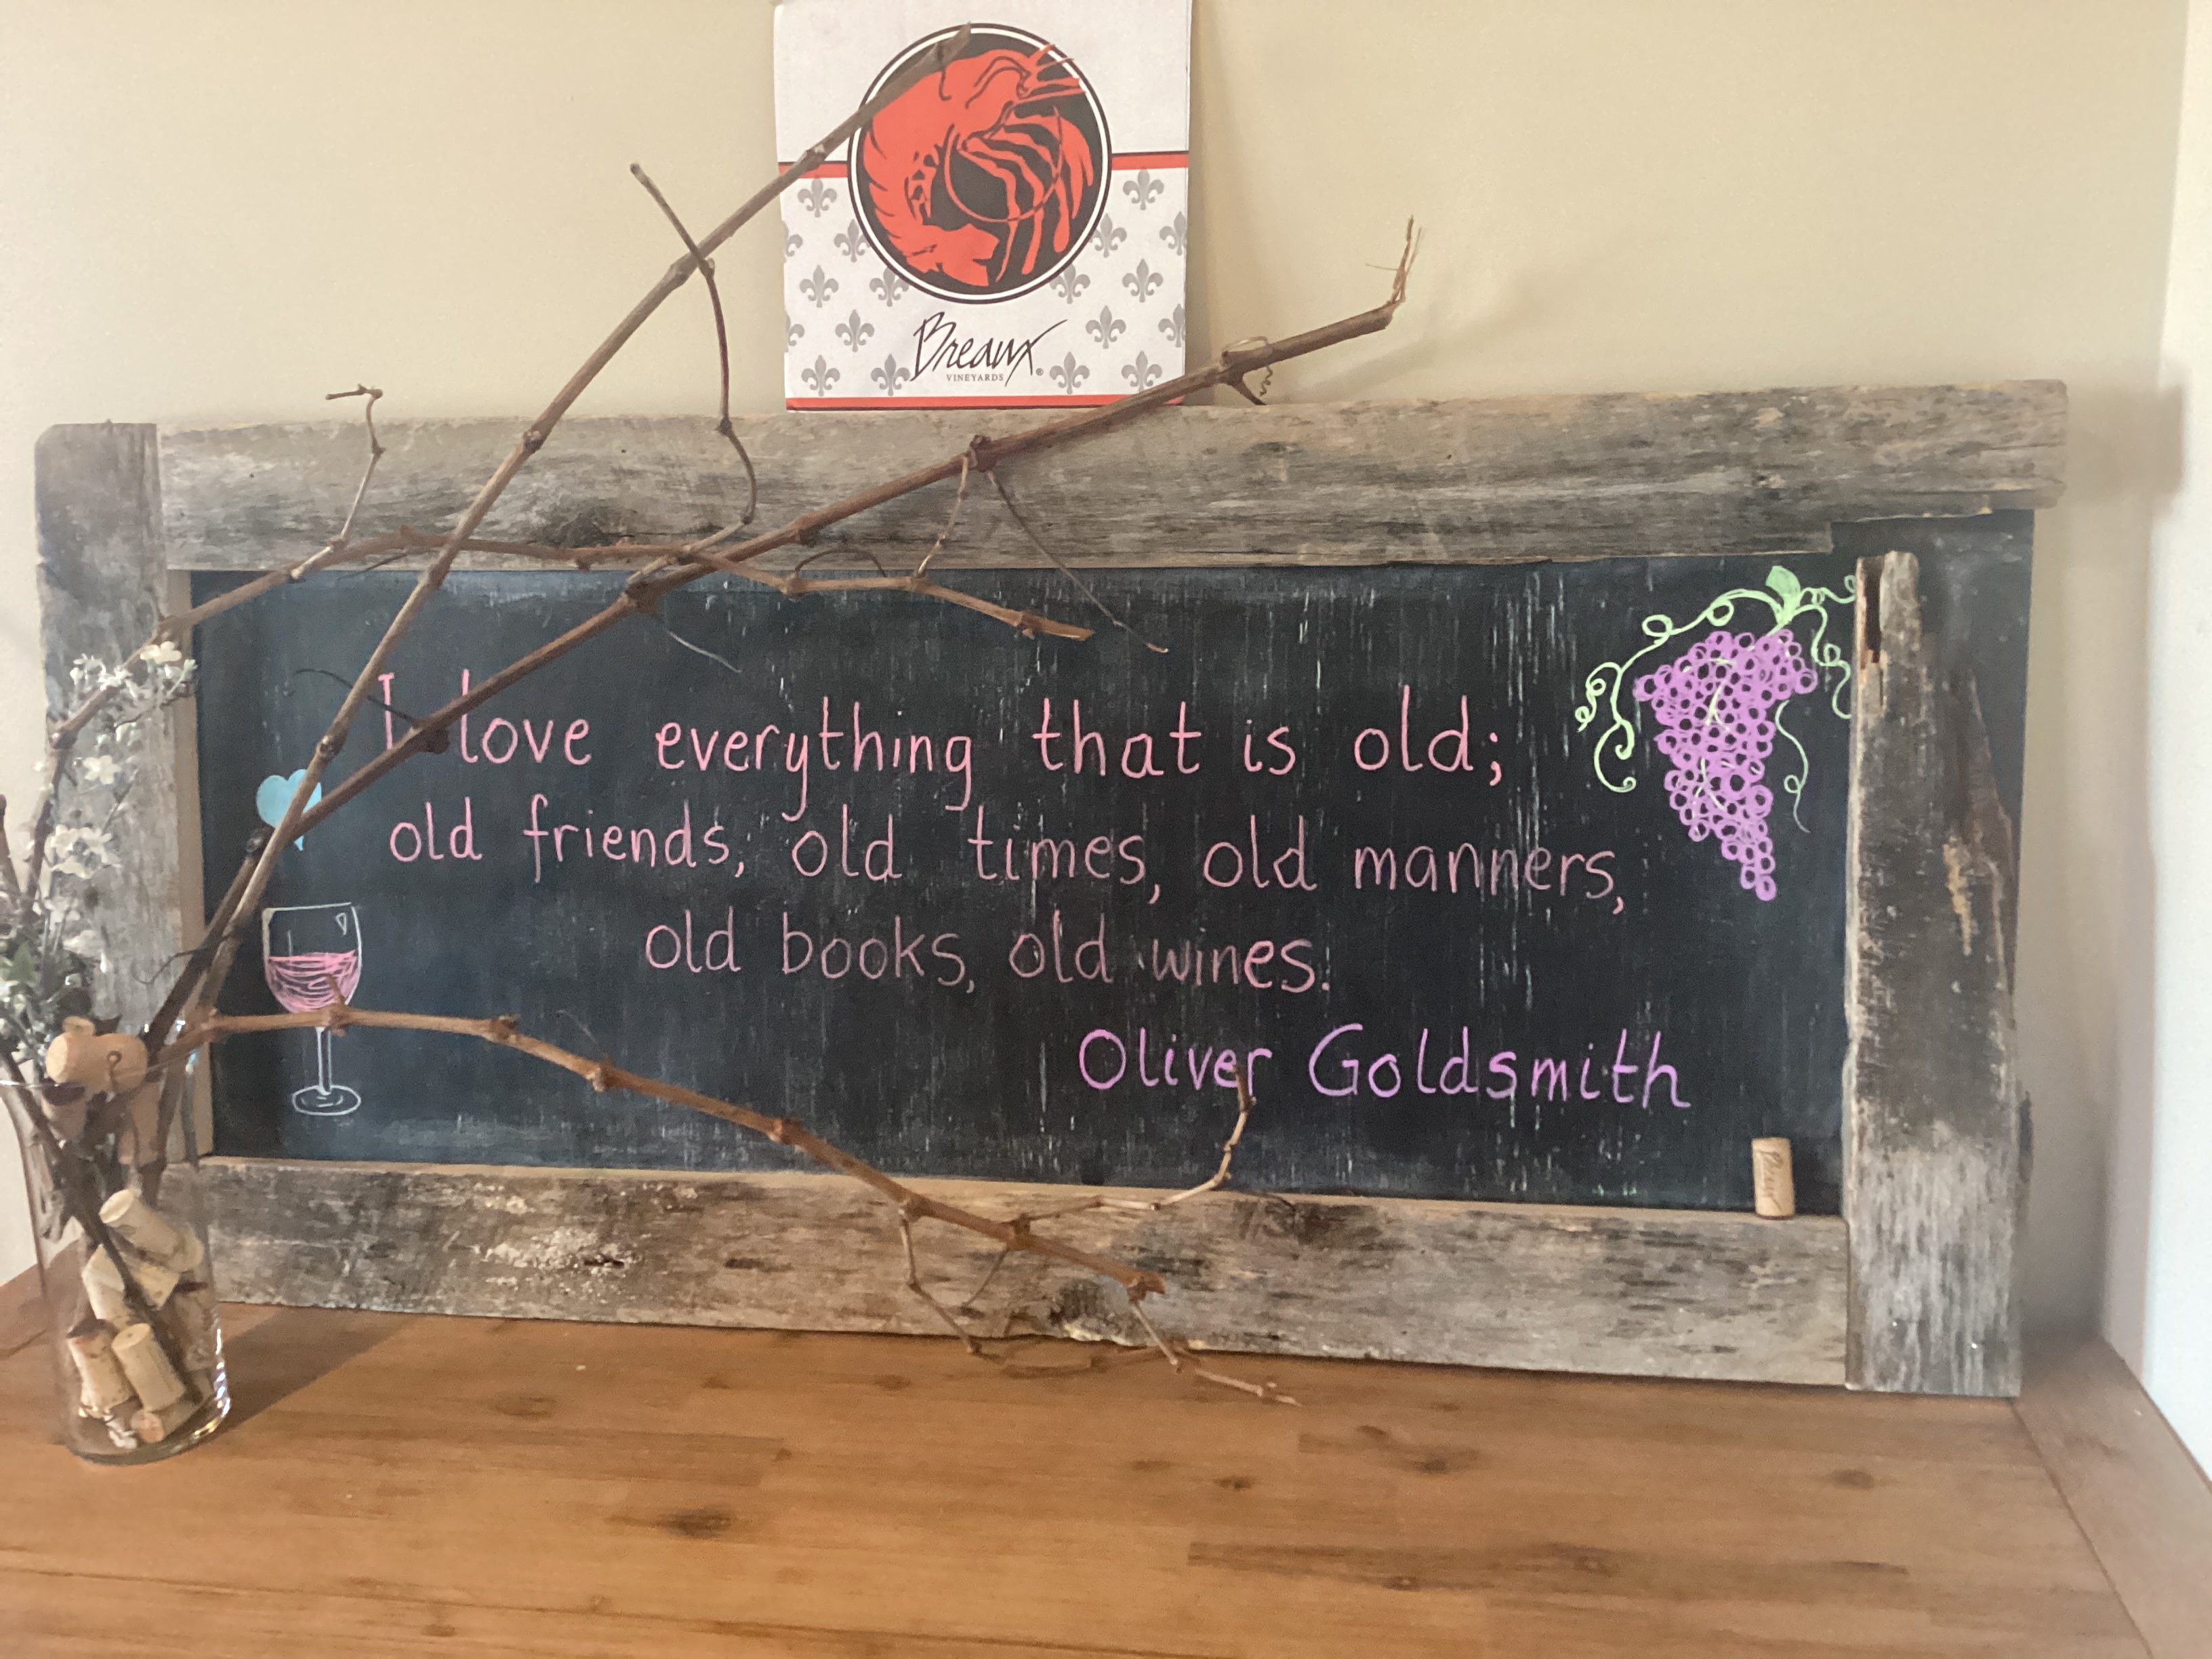 Breaux®
VINEYARDS
I love everything that is old;
old friends, old times, old manners,
old books, old wines.
Oliver Goldsmith
Breaux